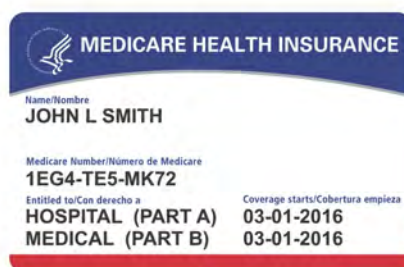 MEDICARE HEALTH INSURANCE
Name/Nombre
JOHN L SMITH
Medicare Number/Número de Medicare
1EG4-TE5-MK72
Entitled to/Con derecho a Coverage starts/Cobertura empieza
HOSPITAL (PART A) 03-01-2016
MEDICAL (PART B) 03-01-2016